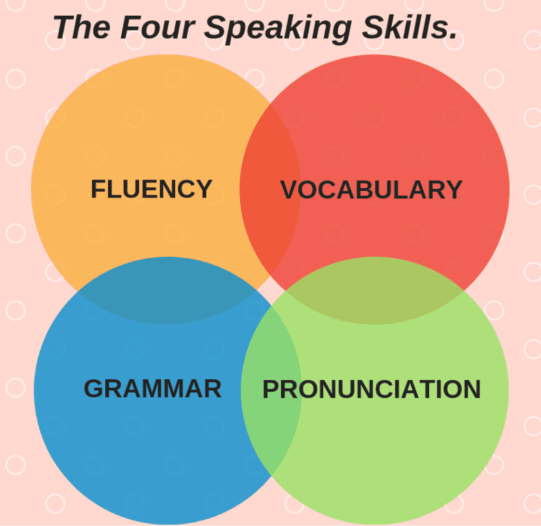 The Four Speaking Skills.
FLUENCY
VOCABULARY
GRAMMAR
PRONUNCIATION